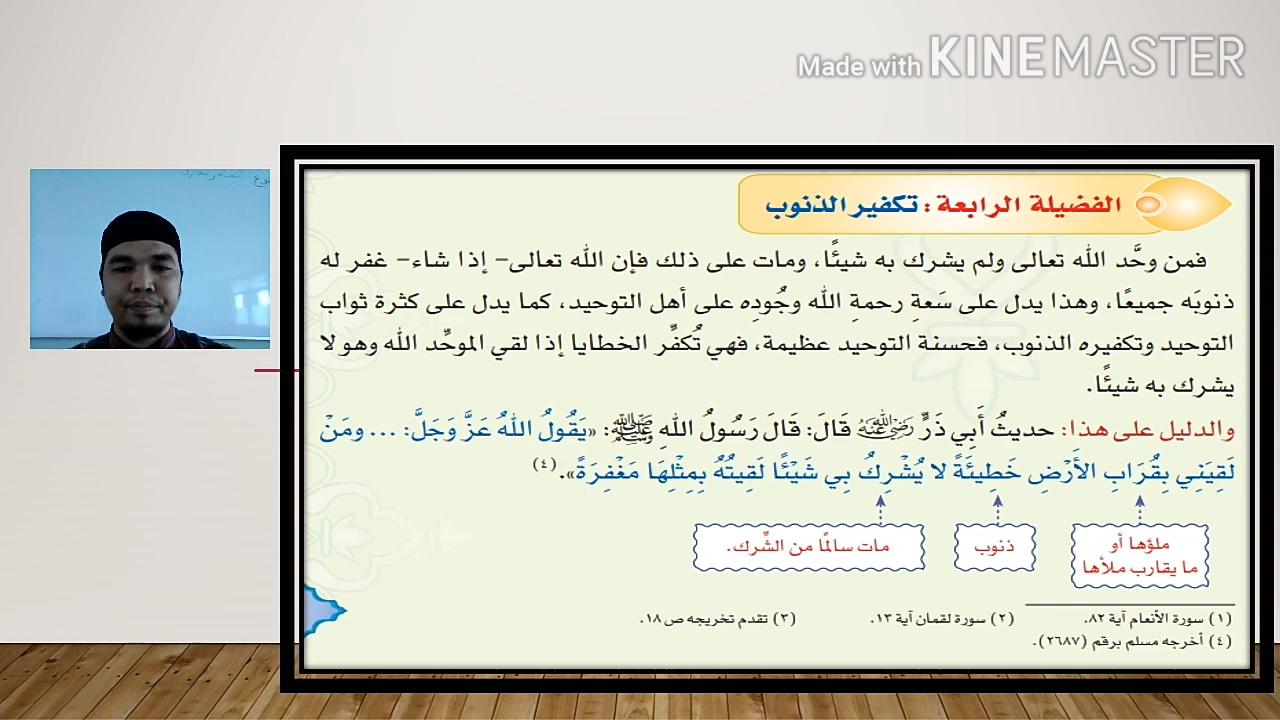 Made with KINEMASTER
الفضيلة الرابعة: تكفير الذنوب
فمن وحَّد الله تعالى ولم يشرك به شيئًا، ومات على ذلك فإن الله تعالى- إذا شاء- غفر له
ذنوبَه جميعًا، وهذا يدل على سَعةِ رحمةِ الله وجُودِه على أهل التوحيد، كما يدل على كثرة ثواب
التوحيد وتكفيره الذنوب، فحسنة التوحيد عظيمة، فهي تُكفِّر الخطايا إذا لقي الموحِّد الله وهو لا
يشرك به شيئًا.
والدليل على هذا: حديثُ أَبِي ذَرٍّ رضي الله عنه قَالَ: قَالَ رَسُولُ اللهِ ﷺ: «يَقُولُ اللهُ عَزَّ وَجَلَّ: ... ومَنْ
لَقِيَنِي بِقُرَابِ الأَرْضِ خَطِيئَةً لا يُشْرِكُ بِي شَيْئًا لَقِيتُهُ بِمِثْلِهَا مَغْفِرَةً».(٤)
ملؤها أو
ما يقارب ملأها
ذنوب
مات سالمًا من الشِّرك.
(١) سورة الأنعام آية ٨٢. (٢) سورة لقمان آية ١٣. (٣) تقدم تخريجه ص ١٨.
(٤) أخرجه مسلم برقم (٢٦٨٧).